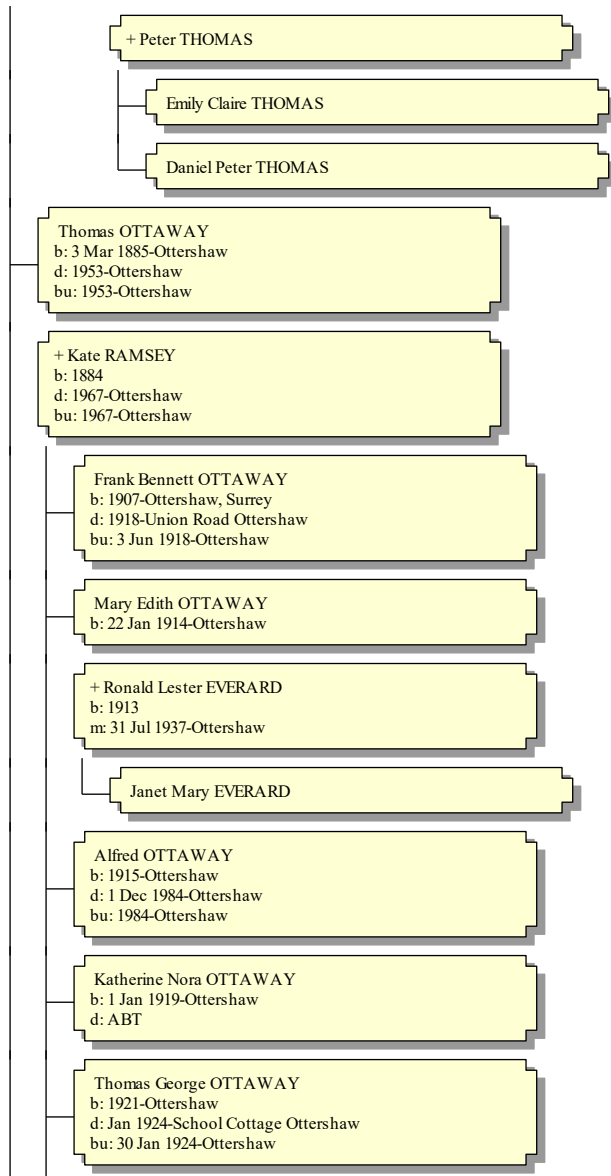 + Peter THOMAS
Emily Claire THOMAS
Daniel Peter THOMAS
Thomas OTTAWAY
b: 3 Mar 1885-Ottershaw
d: 1953-Ottershaw
bu: 1953-Ottershaw
+ Kate RAMSEY
b: 1884
d: 1967-Ottershaw
bu: 1967-Ottershaw
Frank Bennett OTTAWAY
b: 1907-Ottershaw, Surrey
d: 1918-Union Road Ottershaw
bu: 3 Jun 1918-Ottershaw
Mary Edith OTTAWAY
b: 22 Jan 1914-Ottershaw
+ Ronald Lester EVERARD
b: 1913
m: 31 Jul 1937-Ottershaw
Janet Mary EVERARD
Alfred OTTAWAY
b: 1915-Ottershaw
d: 1 Dec 1984-Ottershaw
bu: 1984-Ottershaw
Katherine Nora OTTAWAY
b: 1 Jan 1919-Ottershaw
d: ABT
Thomas George OTTAWAY
b: 1921-Ottershaw
d: Jan 1924-School Cottage Ottershaw
bu: 30 Jan 1924-Ottershaw